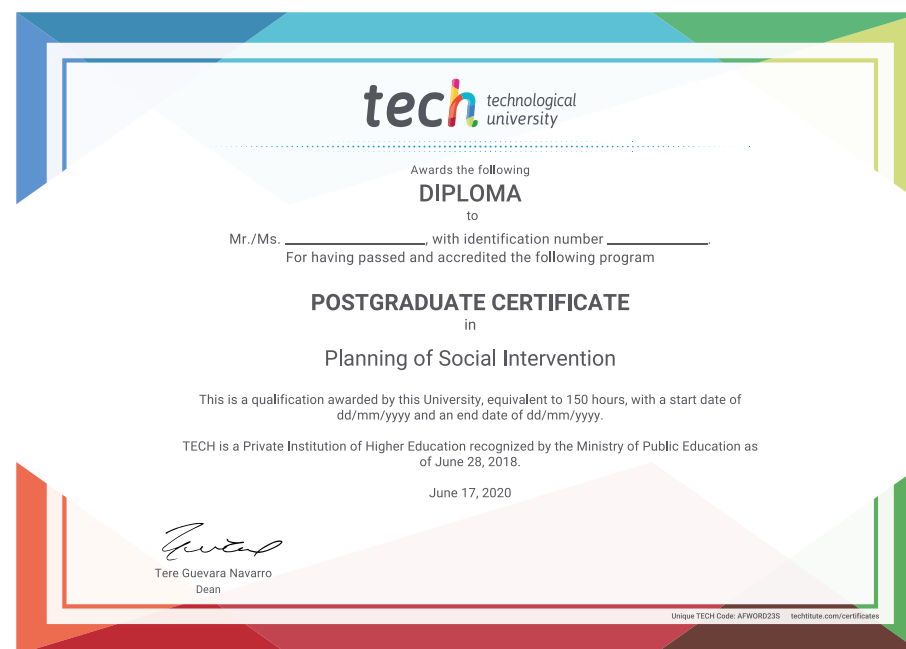 tech technological
university
Awards the following
DIPLOMA
to
Mr./Ms. ____________________, with identification number ______________.
For having passed and accredited the following program
POSTGRADUATE CERTIFICATE
in
Planning of Social Intervention
This is a qualification awarded by this University, equivalent to 150 hours, with a start date of
dd/mm/yyyy and an end date of dd/mm/yyyy.
TECH is a Private Institution of Higher Education recognized by the Ministry of Public Education as
of June 28, 2018.
June 17, 2020
Tere Guevara Navarro
Dean
Unique TECH Code: AFWORD23S techtitute.com/certificates